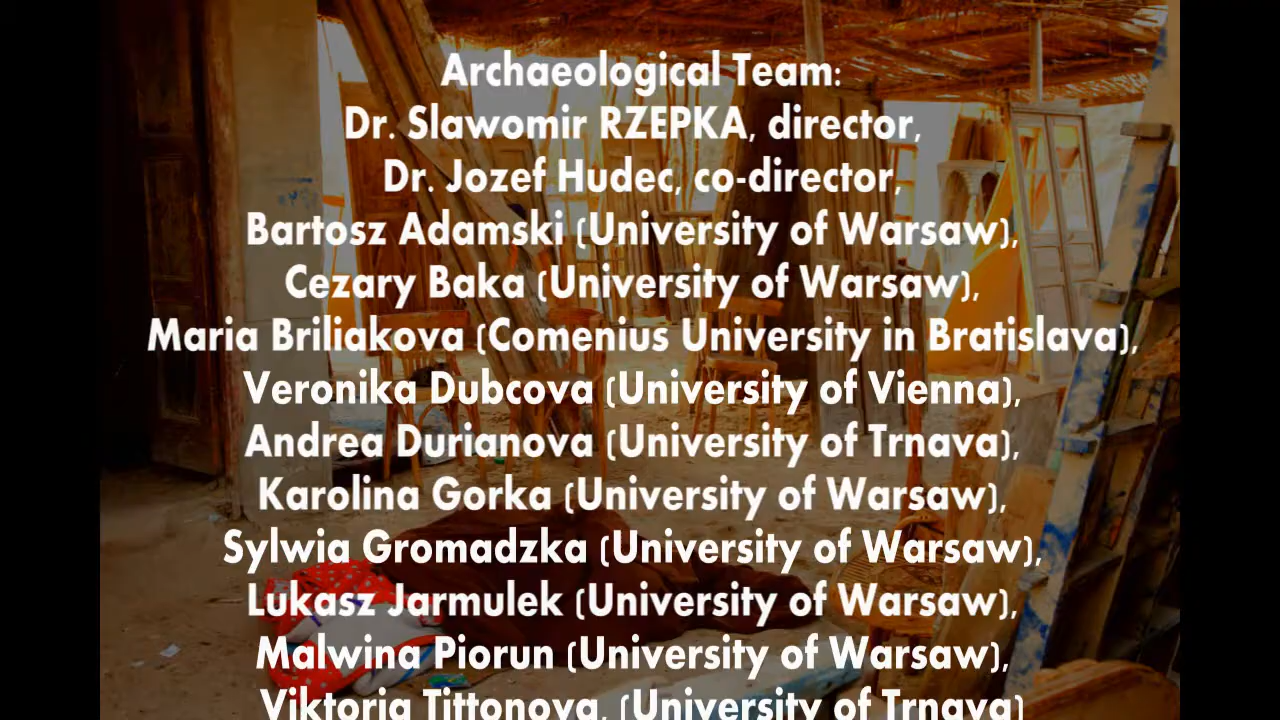 Archaeological Team:
Dr. Slawomir RZEPKA, director,
Dr. Jozef Hudec, co-director,
Bartosz Adamski (University of Warsaw),
Cezary Baka (University of Warsaw),
Maria Briliakova (Comenius University in Bratislava),
Veronika Dubcova (University of Vienna),
Andrea Durianova (University of Trnava),
Karolina Gorka (University of Warsaw),
Sylwia Gromadzka (University of Warsaw),
Lukasz Jarmulek (University of Warsaw),
Malwina Piorun (University of Warsaw),
Viktoria Tittonova, (University of Trnava)